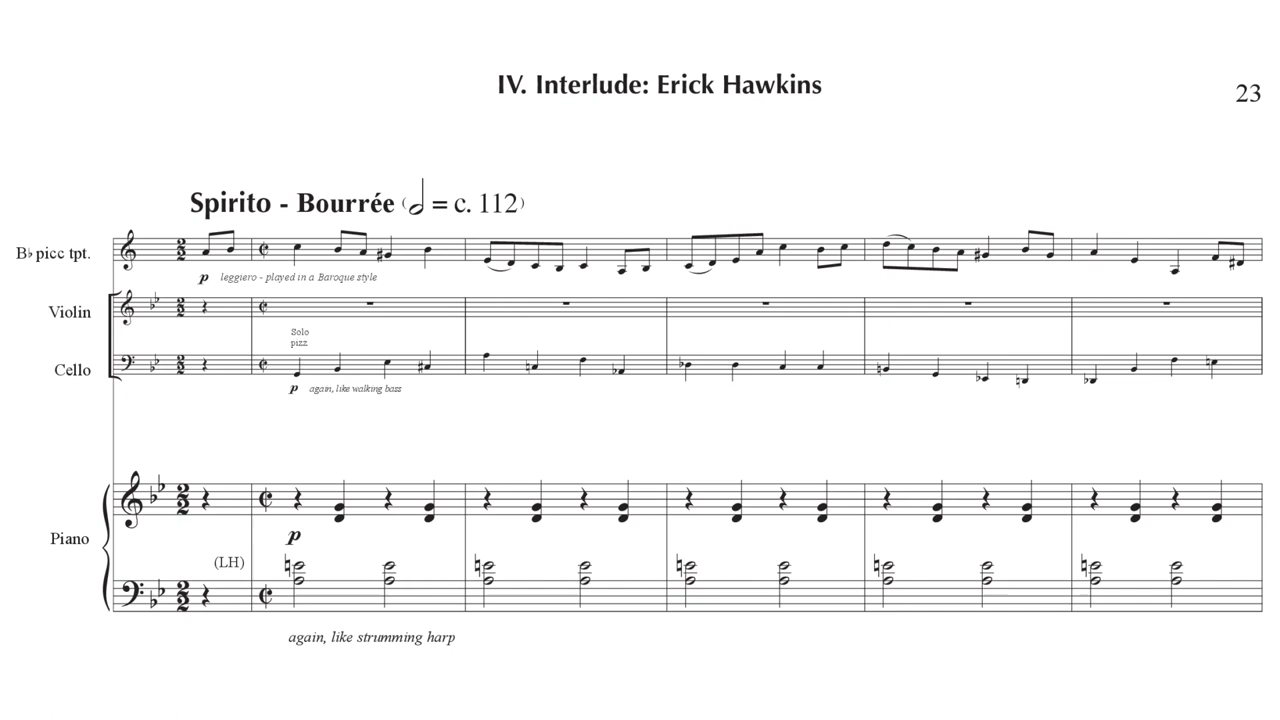 IV. Interlude: Erick Hawkins
23
Spirito - Bourrée (𝅗𝅥 = c. 112)
B♭ picc tpt.
p leggiero - played in a Baroque style
Violin
Solo
pizz.
Cello
p again, like walking bass
Piano
p
(LH)
again, like strumming harp